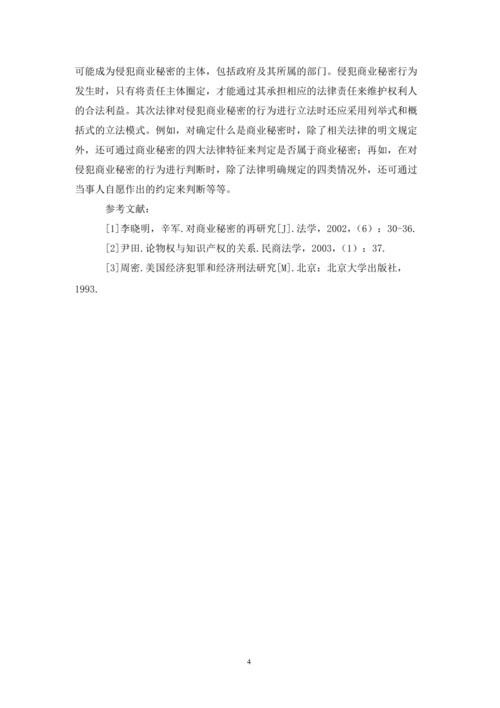 可能成为侵犯商业秘密的主体，包括政府及其所属的部门。侵犯商业秘密行为
发生时，只有将责任主体圈定，才能通过其承担相应的法律责任来维护权利人
的合法利益。其次法律对侵犯商业秘密的行为进行立法时还应采用列举式和概
括式的立法模式。例如，对确定什么是商业秘密时，除了相关法律的明文规定
外，还可通过商业秘密的四大法律特征来判定是否属于商业秘密；再如，在对
侵犯商业秘密的行为进行判断时，除了法律明确规定的四类情况外，还可通过
当事人自愿作出的约定来判断等等。
参考文献：
[1]李晓明，辛军.对商业秘密的再研究[J].法学，2002，（6）：30-36.
[2]尹田.论物权与知识产权的关系.民商法学，2003，（1）：37.
[3]周密.美国经济犯罪和经济刑法研究[M].北京：北京大学出版社，
1993.
4